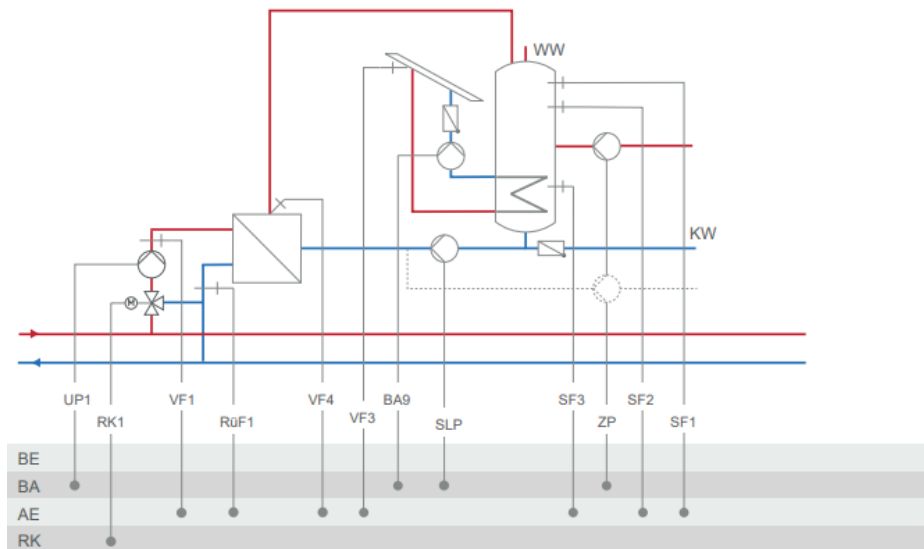 WW
KW
M
UP1
RK1
VF1
RüF1
VF4
VF3
BA9
SLP
SF3
ZP
SF2
SF1
BE
BA
AE
RK